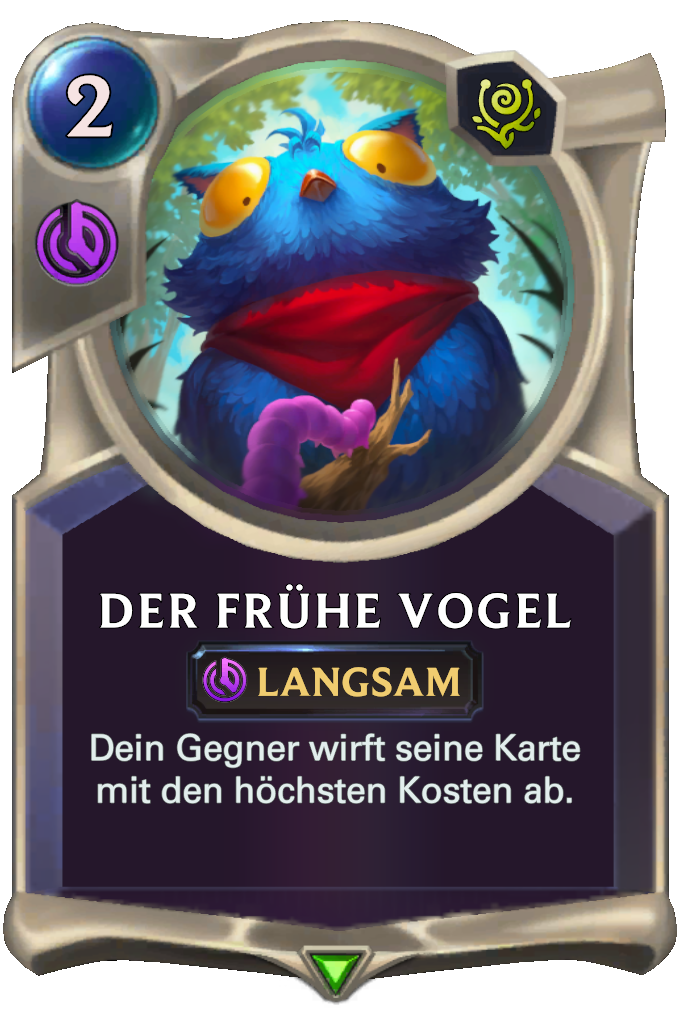 2
DER FRÜHE VOGEL
LANGSAM
Dein Gegner wirft seine Karte
mit den höchsten Kosten ab.